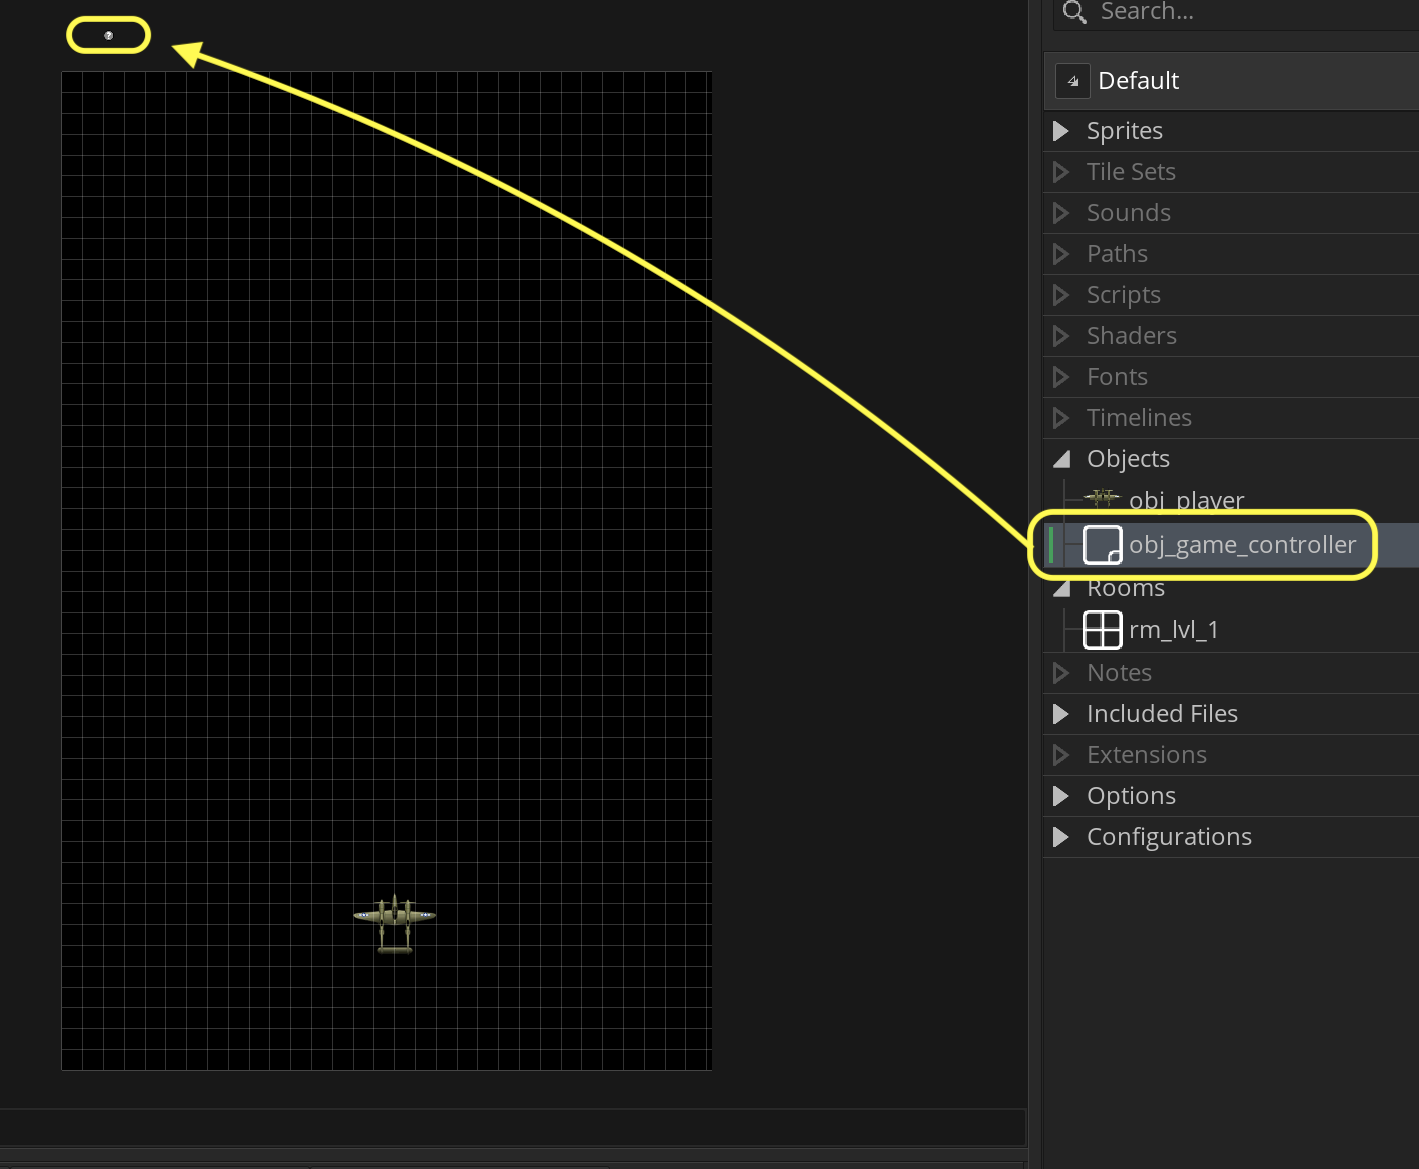 Search...
Default
Sprites
Tile Sets
Sounds
Paths
Scripts
Shaders
Fonts
Timelines
Objects
obj_player
obj_game_controller
Rooms
rm_lvl_1
Notes
Included Files
Extensions
Options
Configurations